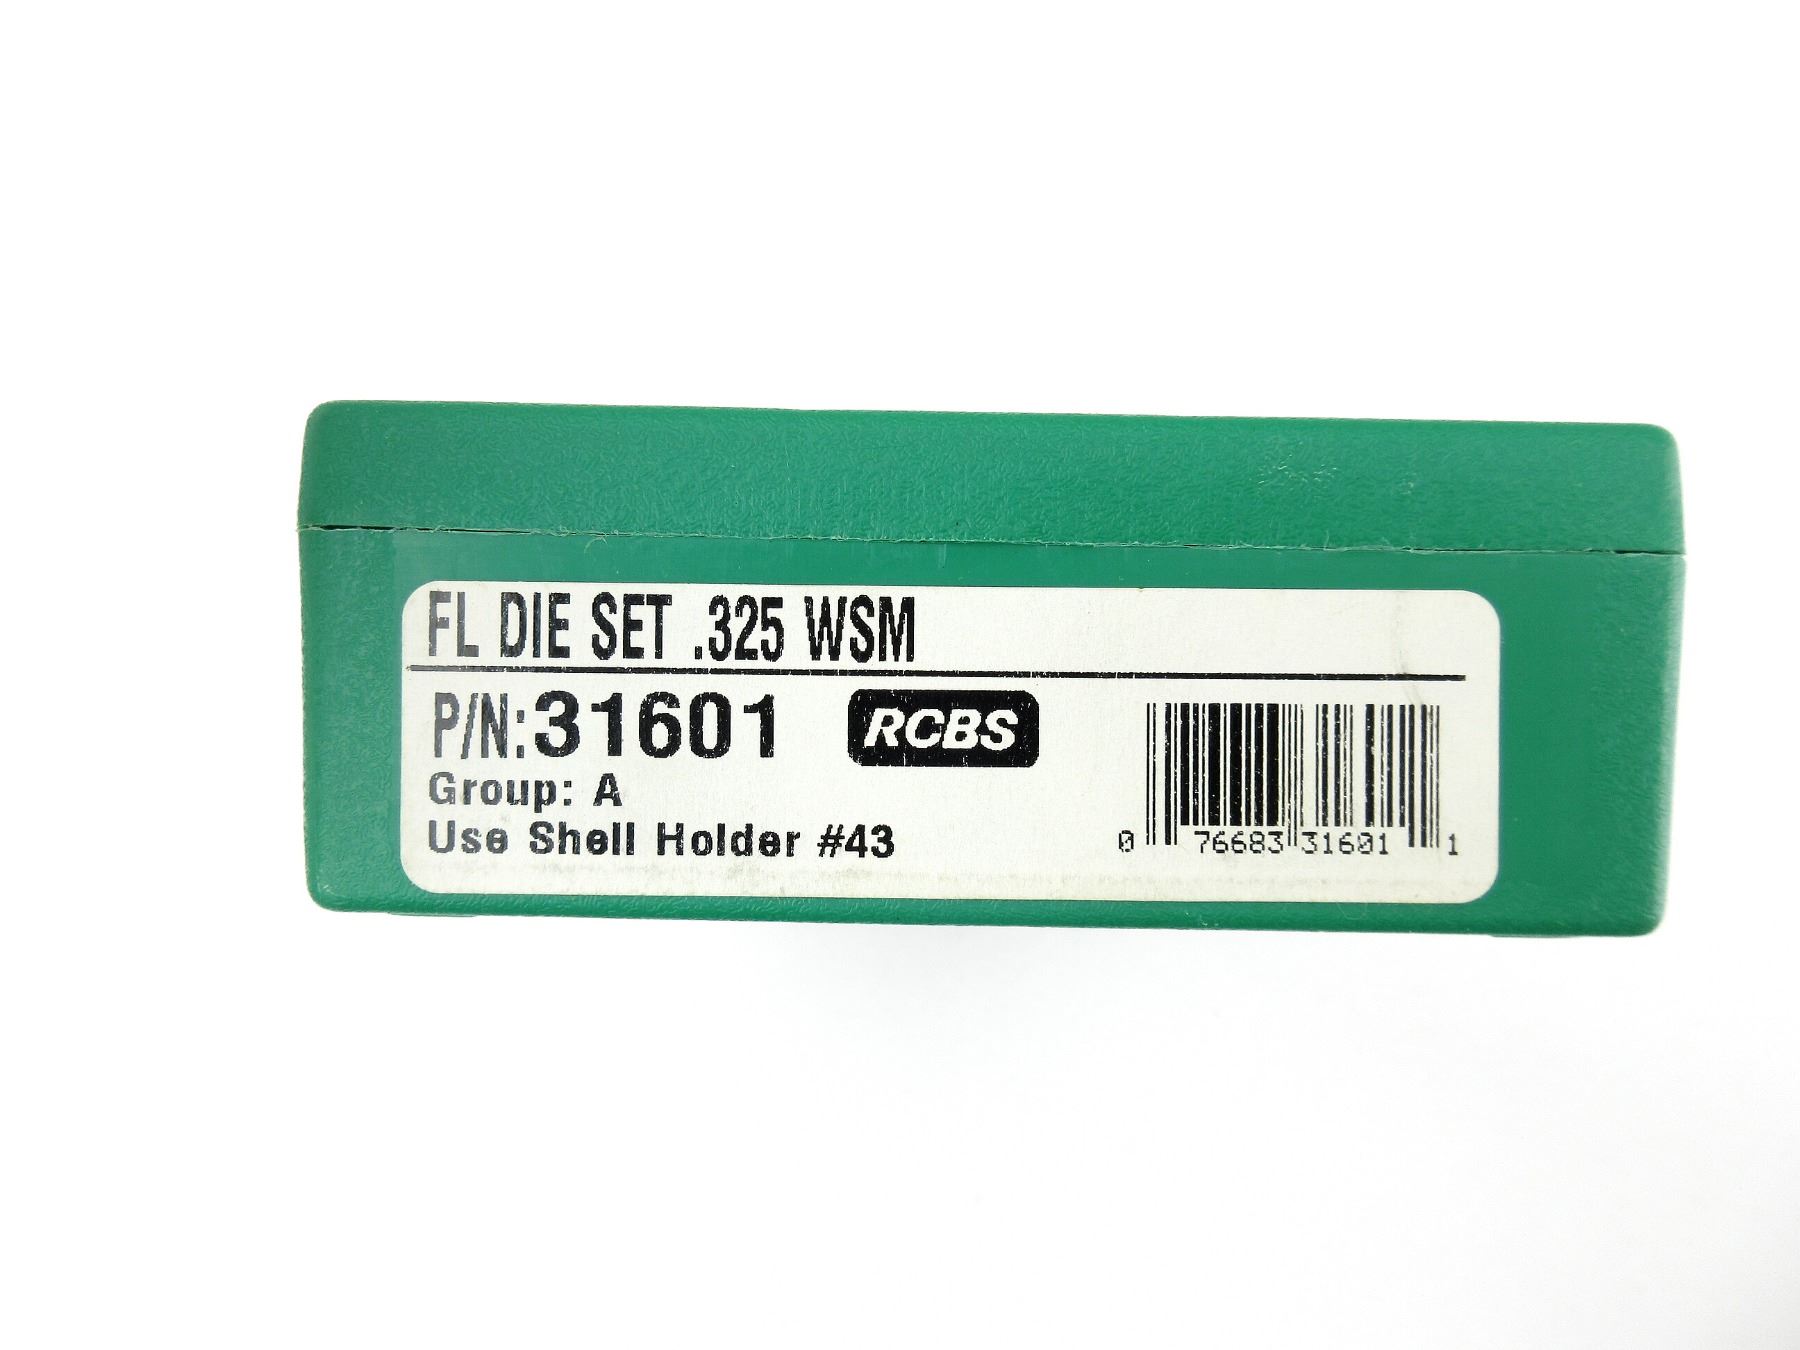 FL DIE SET .325 WSM
P/N:31601 RCBS
Group: A
Use Shell Holder #43
0 76683 31601 1